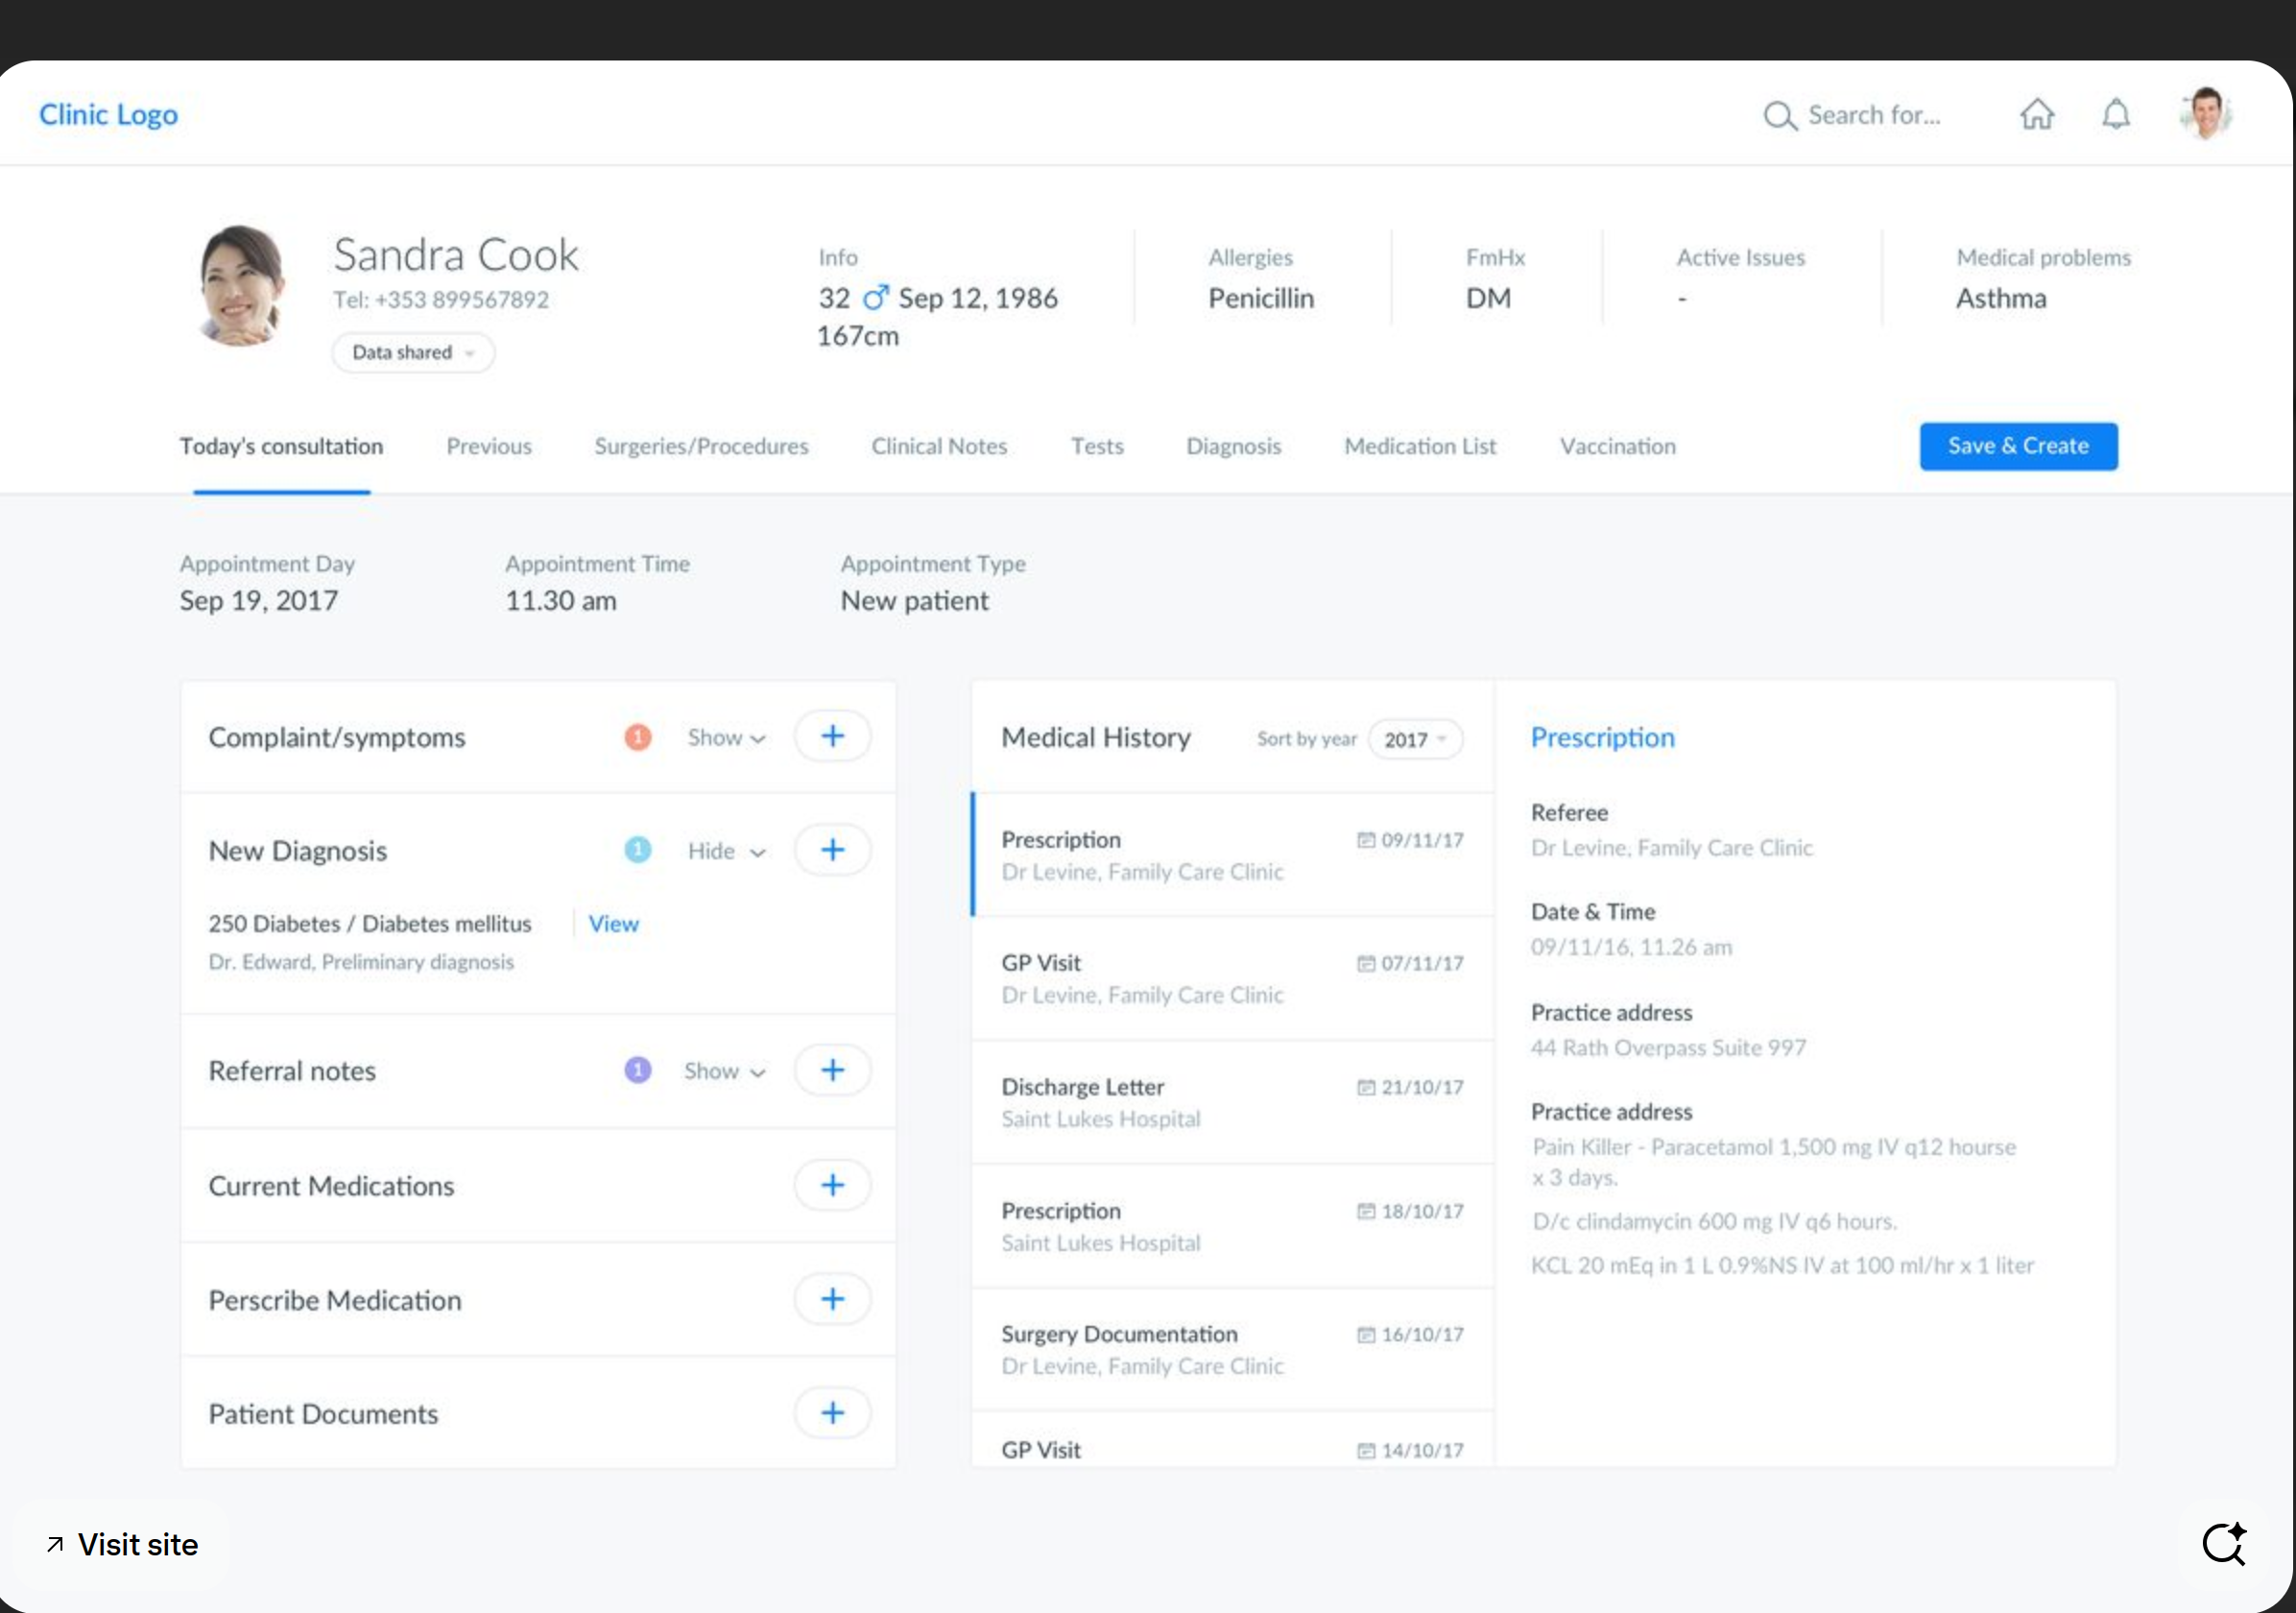 Clinic Logo
Search for...
Sandra Cook
Tel: +353 899567892
Data shared
Info
32 ♂ Sep 12, 1986
167cm
Allergies
Penicillin
FmHx
DM
Active Issues
-
Medical problems
Asthma
Today's consultation
Previous
Surgeries/Procedures
Clinical Notes
Tests
Diagnosis
Medication List
Vaccination
Save & Create
Appointment Day
Sep 19, 2017
Appointment Time
11.30 am
Appointment Type
New patient
Complaint/symptoms
1
Show
+
New Diagnosis
1
Hide
+
250 Diabetes / Diabetes mellitus
View
Dr. Edward, Preliminary diagnosis
Referral notes
1
Show
+
Current Medications
+
Perscribe Medication
+
Patient Documents
+
Medical History
Sort by year
2017
Prescription
09/11/17
Dr Levine, Family Care Clinic
GP Visit
07/11/17
Dr Levine, Family Care Clinic
Discharge Letter
21/10/17
Saint Lukes Hospital
Prescription
18/10/17
Saint Lukes Hospital
Surgery Documentation
16/10/17
Dr Levine, Family Care Clinic
GP Visit
14/10/17
Prescription
Referee
Dr Levine, Family Care Clinic
Date & Time
09/11/16, 11.26 am
Practice address
44 Rath Overpass Suite 997
Practice address
Pain Killer - Paracetamol 1,500 mg IV q12 hourse
x 3 days.
D/c clindamycin 600 mg IV q6 hours.
KCL 20 mEq in 1 L 0.9%NS IV at 100 ml/hr x 1 liter
Visit site